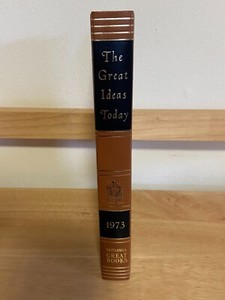 The
Great
Ideas
Today
1973
BRITANNICA
GREAT
BOOKS